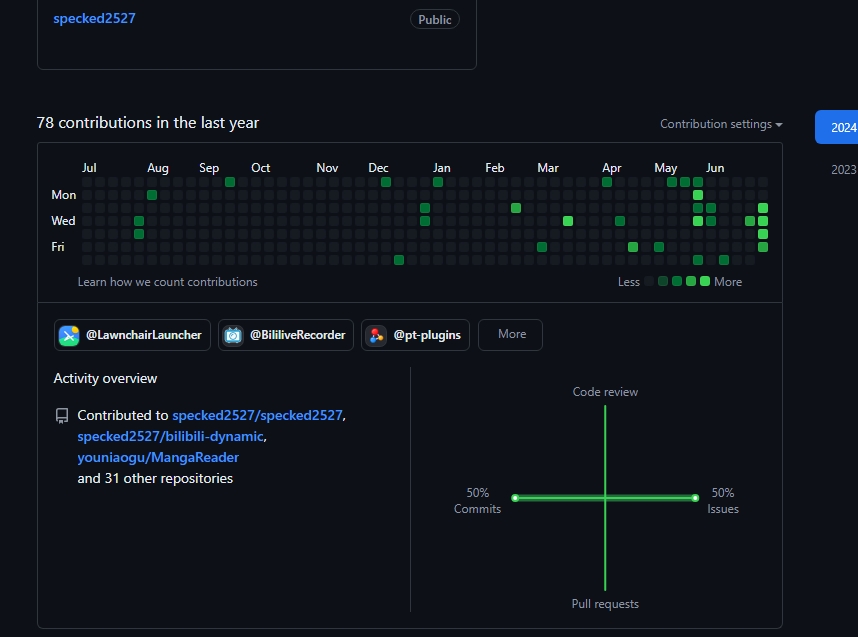 specked2527 Public
78 contributions in the last year
Contribution settings
2024
2023
Jul Aug Sep Oct Nov Dec Jan Feb Mar Apr May Jun
Mon
Wed
Fri
Learn how we count contributions
Less More
@LawnchairLauncher @BililiveRecorder @pt-plugins More
Activity overview
Contributed to specked2527/specked2527,
specked2527/bilibili-dynamic,
youniaogu/MangaReader
and 31 other repositories
Code review
50%
Commits
50%
Issues
Pull requests